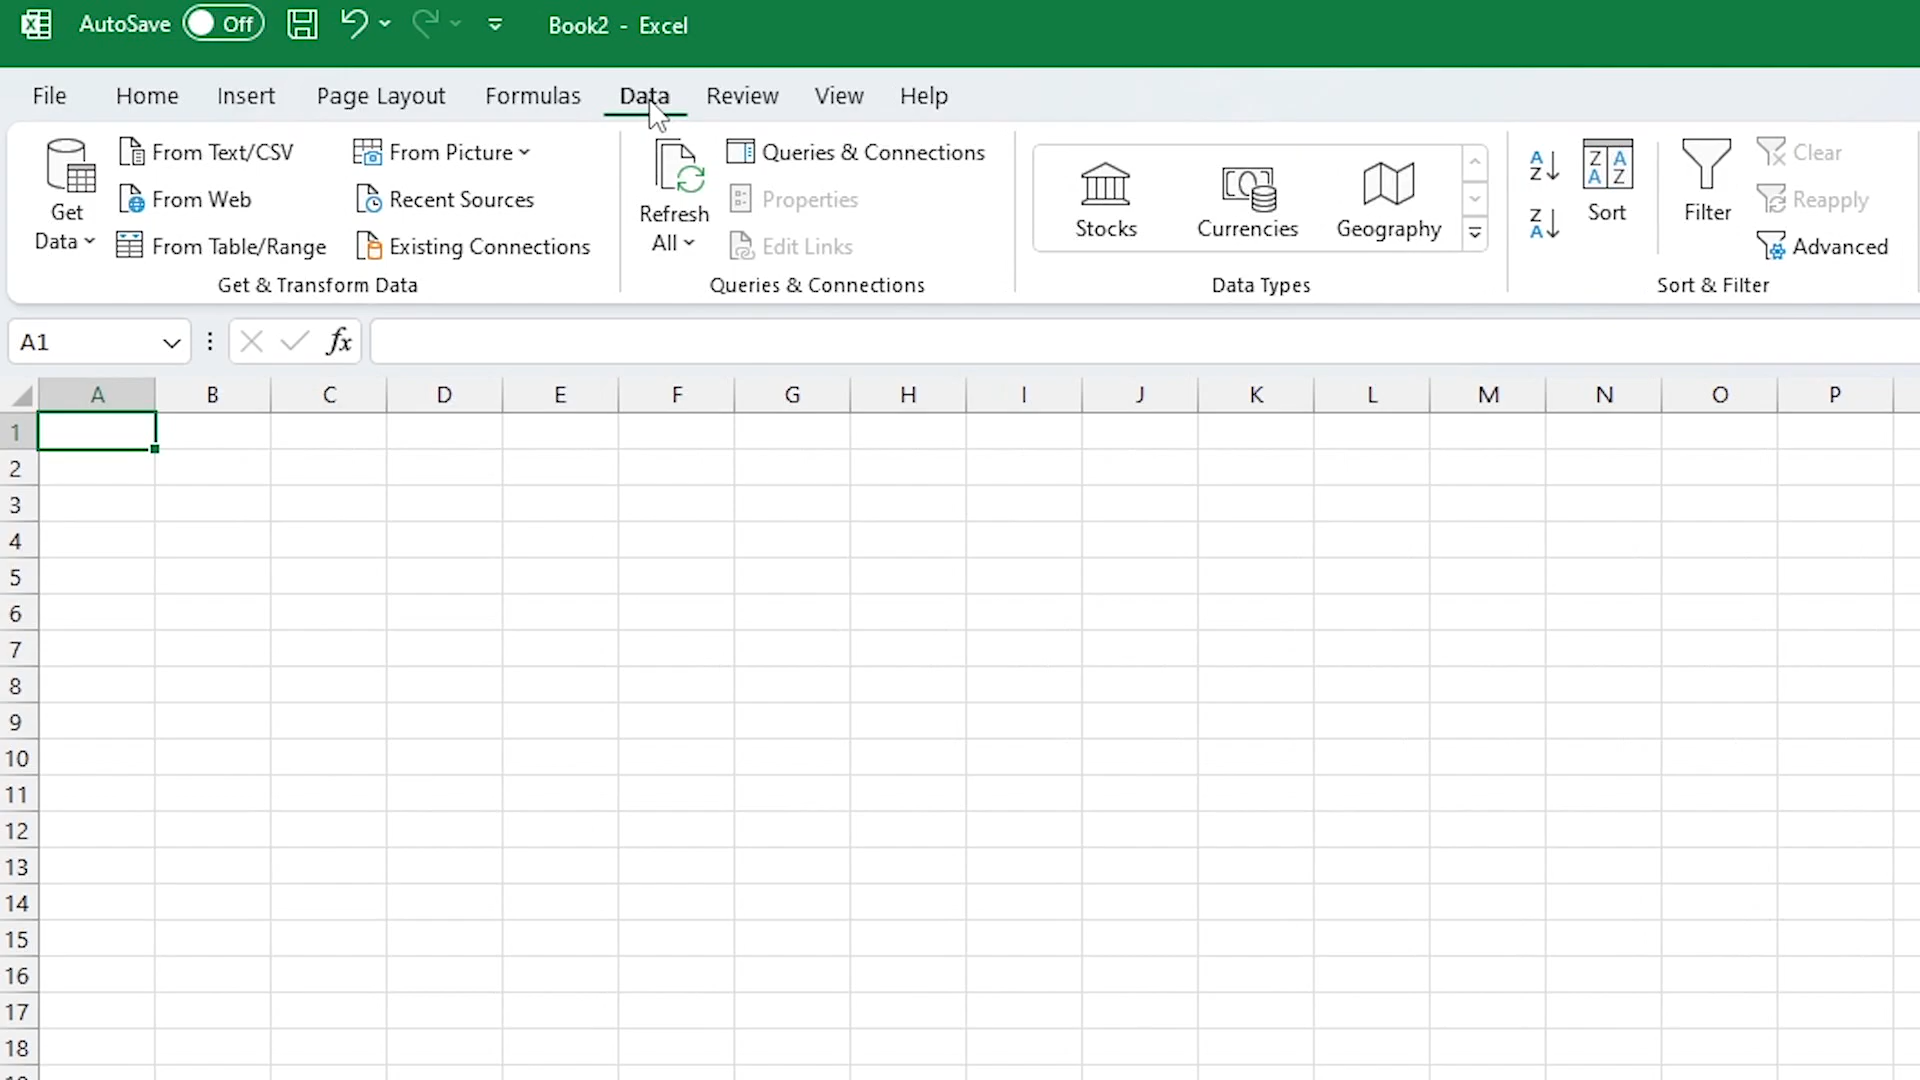 AutoSave Off Book2 - Excel
File Home Insert Page Layout Formulas Data Review View Help
Get Data
From Text/CSV
From Web
From Table/Range
From Picture
Recent Sources
Existing Connections
Get & Transform Data
Refresh All
Queries & Connections
Properties
Edit Links
Queries & Connections
Stocks
Currencies
Geography
Data Types
Sort
Filter
Clear
Reapply
Advanced
Sort & Filter
A1 fx
A B C D E F G H I J K L M N O P
1
2
3
4
5
6
7
8
9
10
11
12
13
14
15
16
17
18